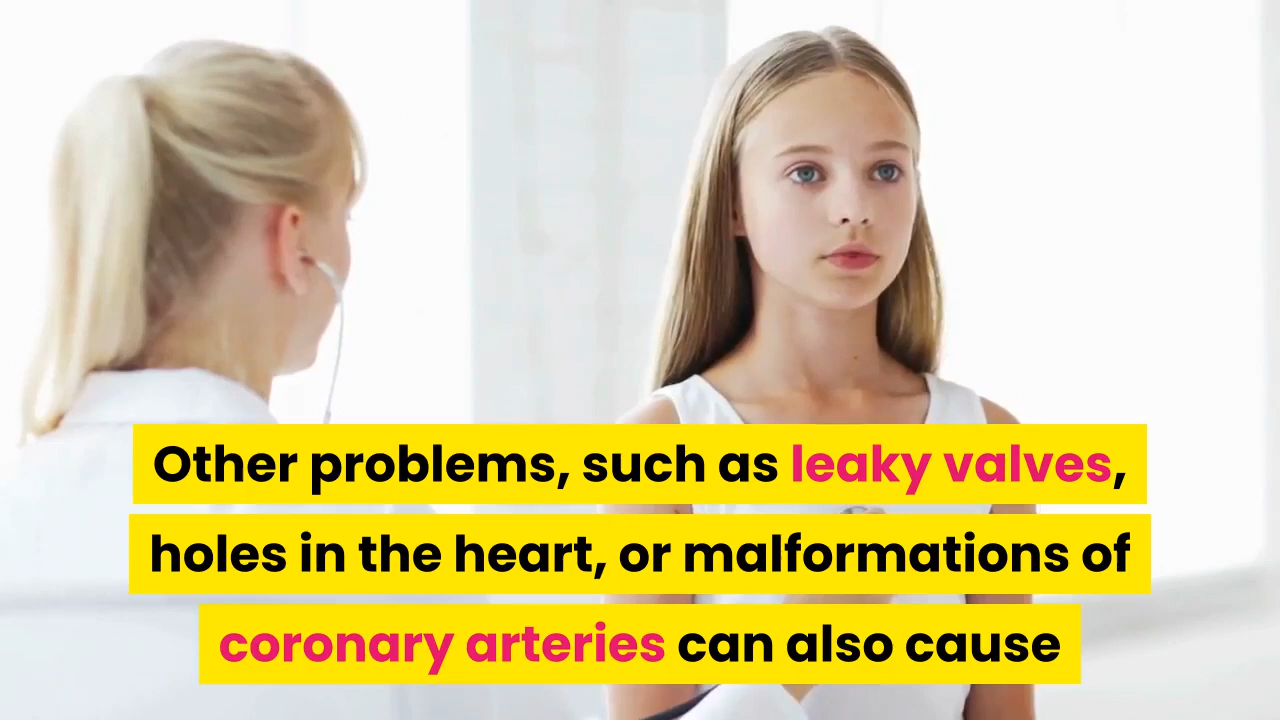 Other problems, such as leaky valves,
holes in the heart, or malformations of
coronary arteries can also cause